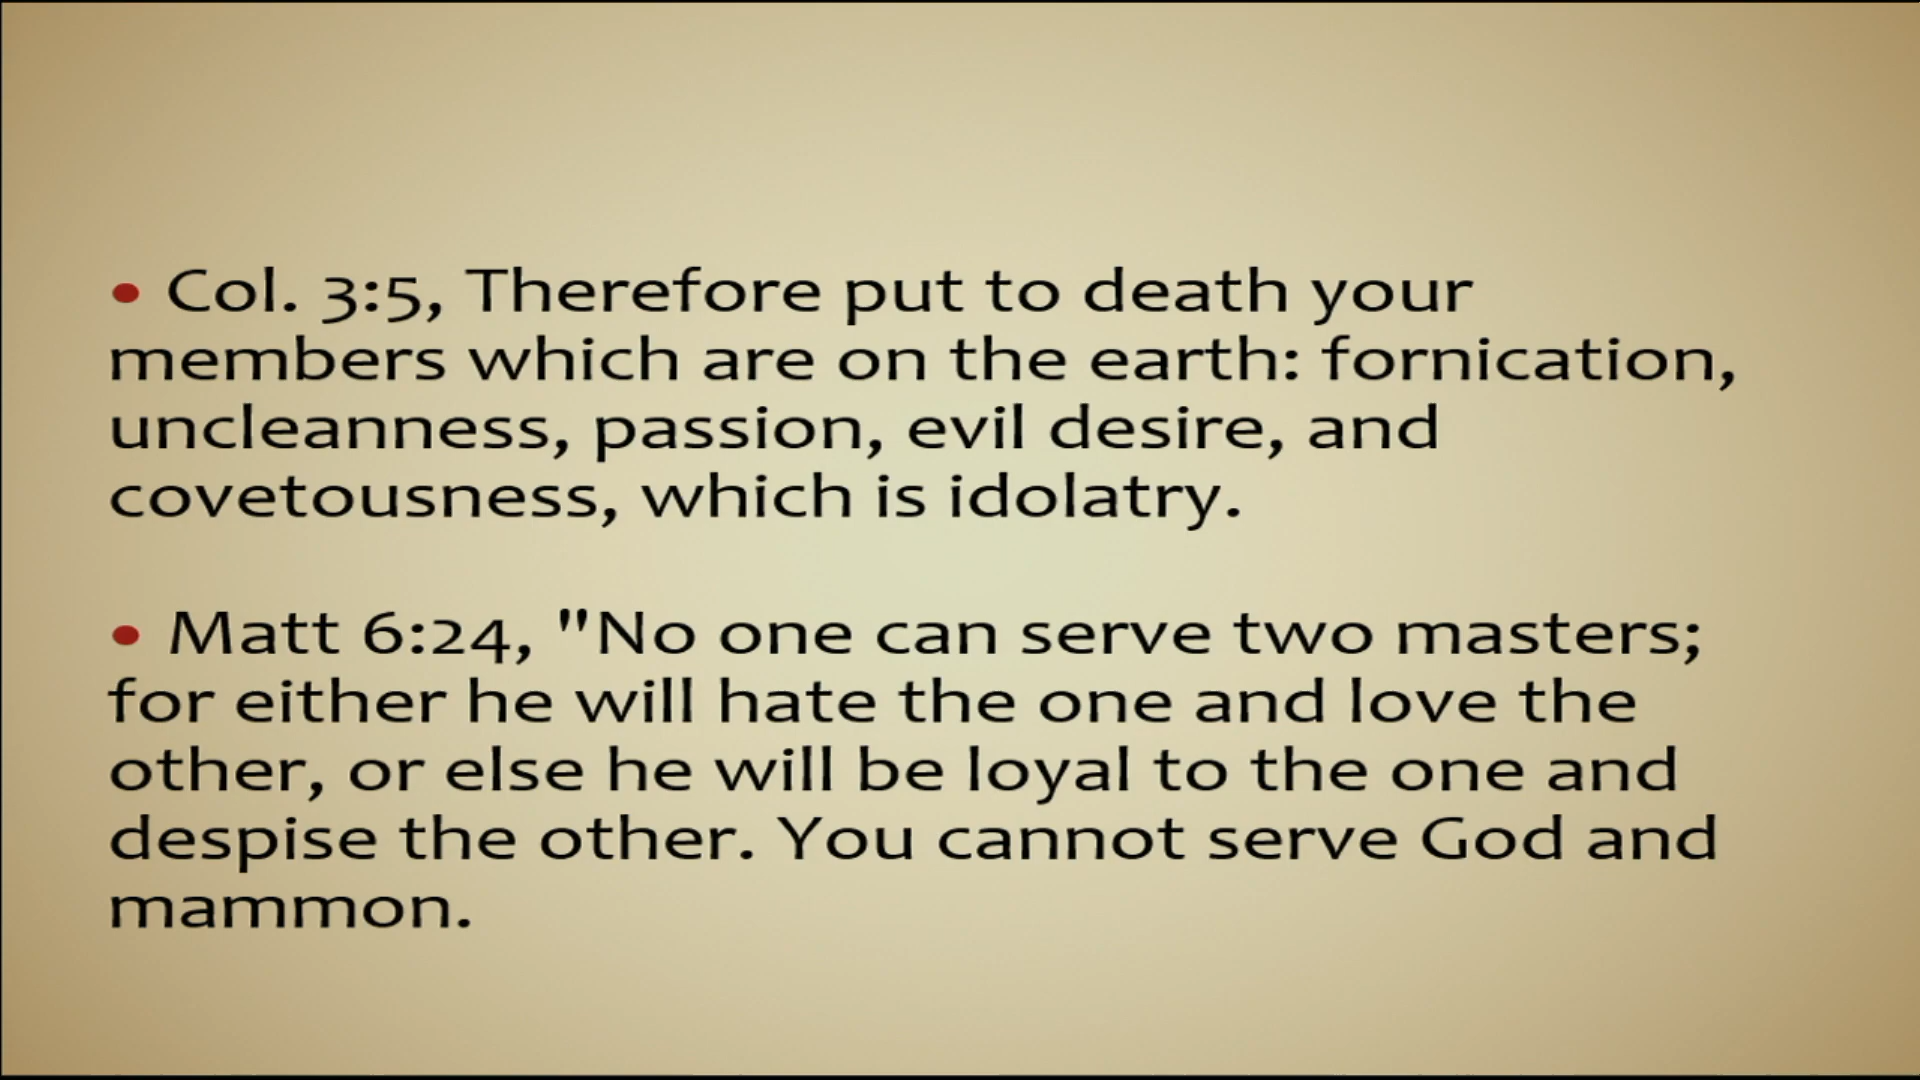 • Col. 3:5, Therefore put to death your
members which are on the earth: fornication,
uncleanness, passion, evil desire, and
covetousness, which is idolatry.
• Matt 6:24, "No one can serve two masters;
for either he will hate the one and love the
other, or else he will be loyal to the one and
despise the other. You cannot serve God and
mammon.